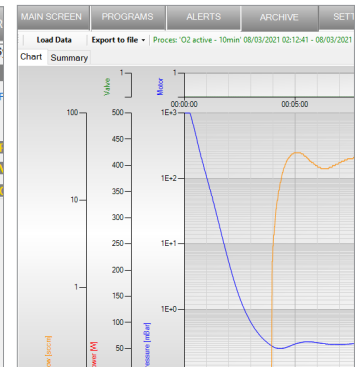 MAIN SCREEN PROGRAMS ALERTS ARCHIVE SETT
Load Data Export to file Proces: 'O2 active - 10min' 08/03/2021 02:12:41 - 08/03/2021
Chart Summary
Valve
Motor
1 1
00:00:00 00:05:00
100 500 1E+3
450
400
1E+2
350
10
300
250 1E+1
200
1
150
100 1E+0
50
ow [sccm]
ower [W]
essure [mBar]